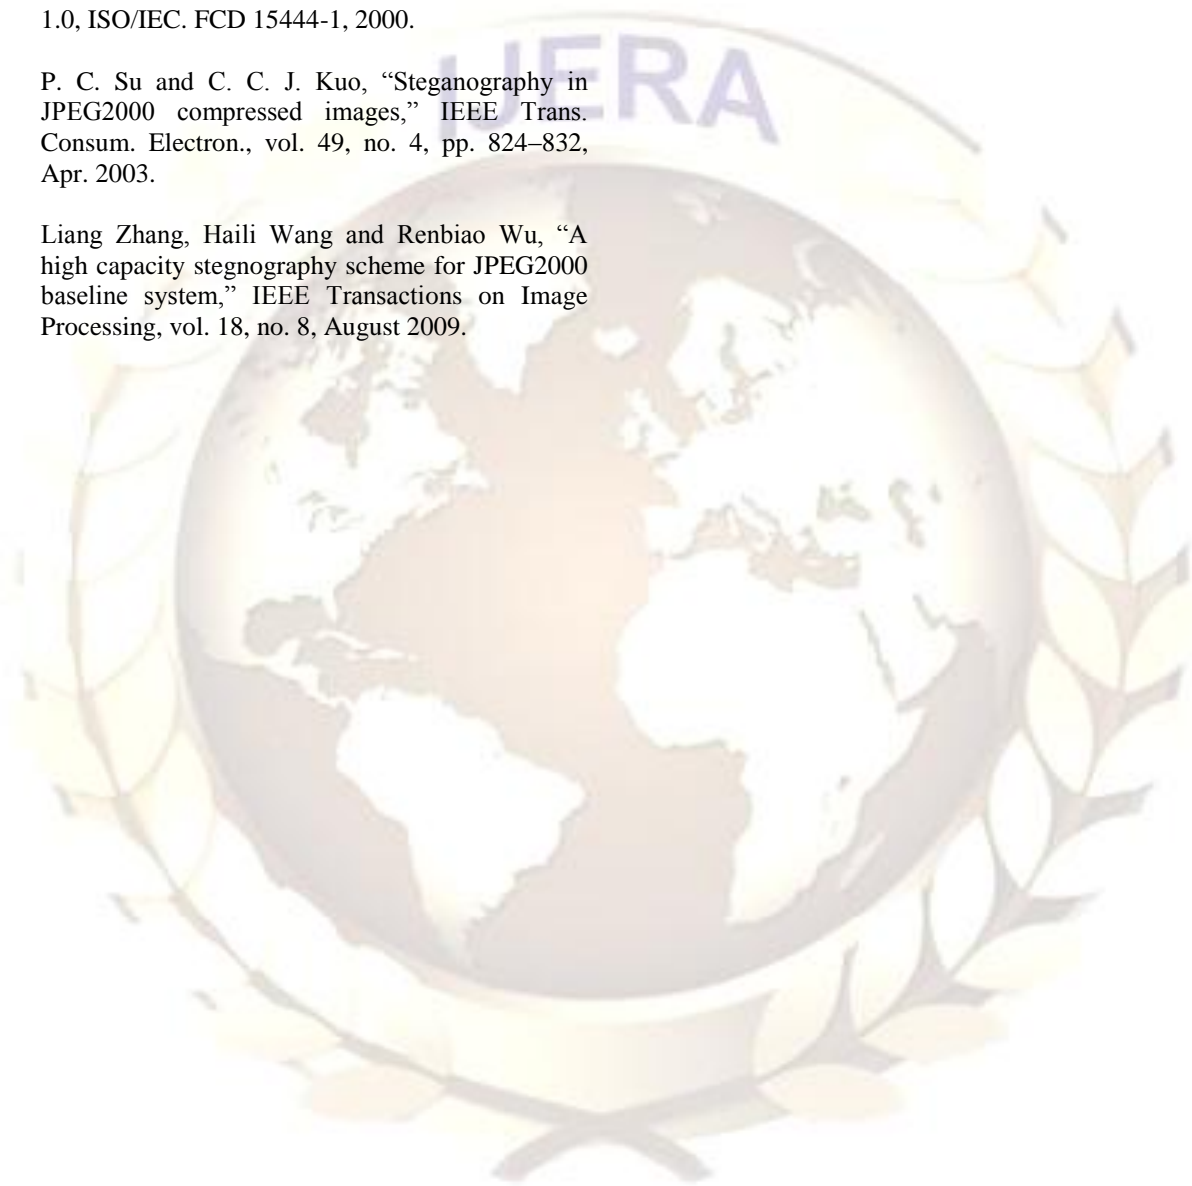 IJERA
1.0, ISO/IEC. FCD 15444-1, 2000.
P. C. Su and C. C. J. Kuo, “Steganography in
JPEG2000 compressed images,” IEEE Trans.
Consum. Electron., vol. 49, no. 4, pp. 824–832,
Apr. 2003.
Liang Zhang, Haili Wang and Renbiao Wu, “A
high capacity stegnography scheme for JPEG2000
baseline system,” IEEE Transactions on Image
Processing, vol. 18, no. 8, August 2009.